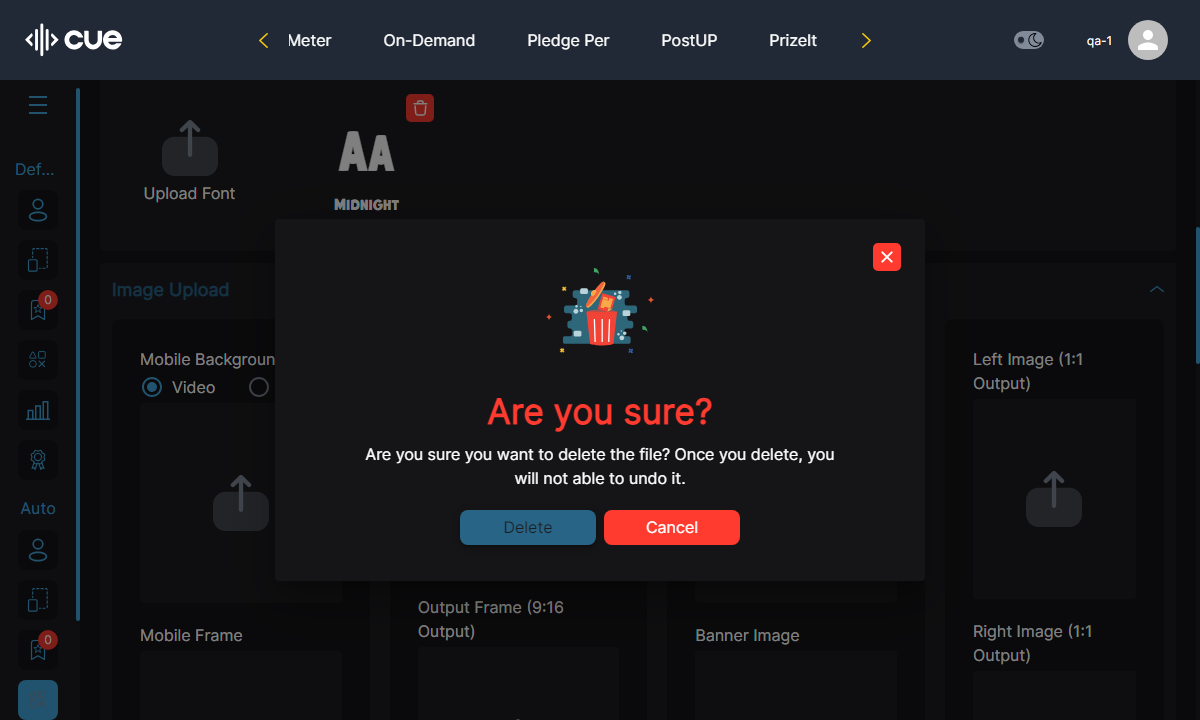 cue
Meter
On-Demand
Pledge Per
PostUP
PrizeIt
qa-1
Def...
0
Auto
0
Upload Font
AA
MIDNIGHT
Image Upload
Mobile Backgroun
Video
Mobile Frame
Output Frame (9:16
Output)
Banner Image
Left Image (1:1
Output)
Right Image (1:1
Output)
Are you sure?
Are you sure you want to delete the file? Once you delete, you
will not able to undo it.
Delete
Cancel